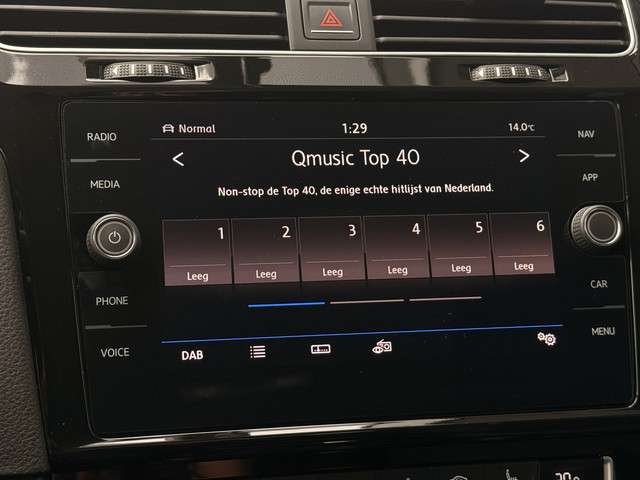 RADIO
MEDIA
PHONE
VOICE
Normal
1:29
14.0°C
< Qmusic Top 40 >
Non-stop de Top 40, de enige echte hitlijst van Nederland.
1 2 3 4 5 6
Leeg Leeg Leeg Leeg Leeg Leeg
DAB
NAV
APP
CAR
MENU